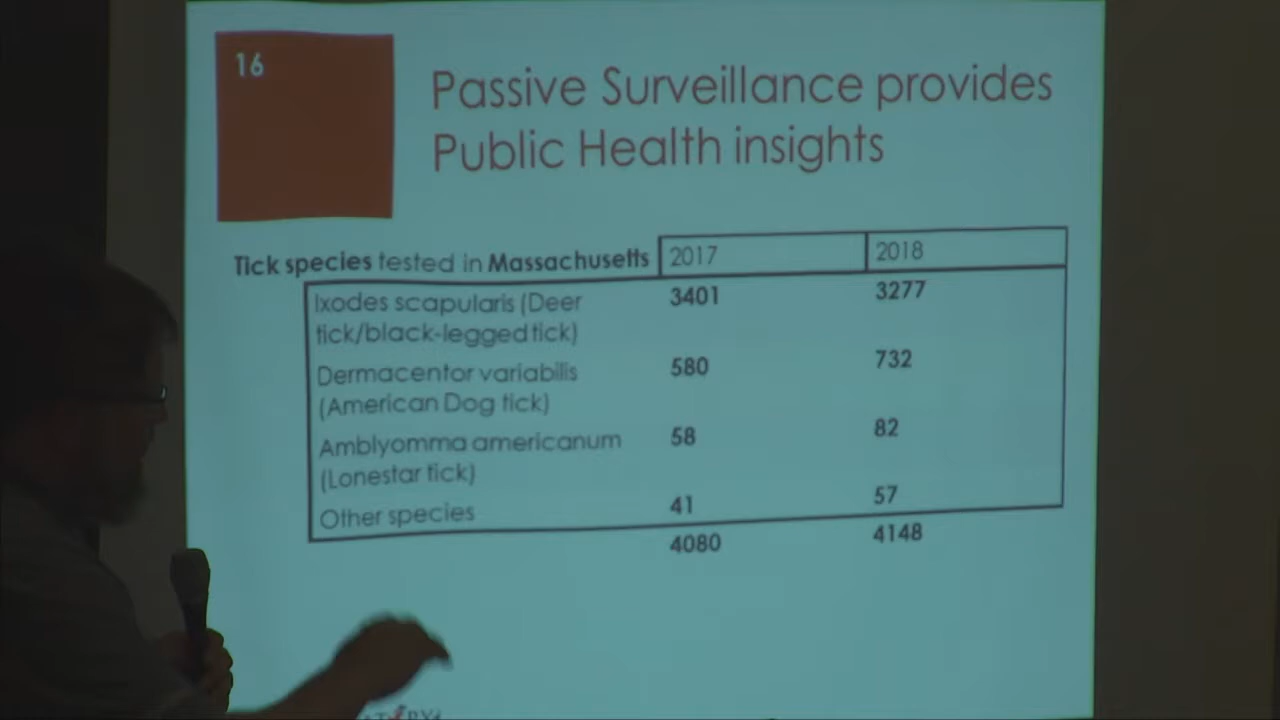 16
Passive Surveillance provides
Public Health insights
Tick species tested in Massachusetts 2017 2018
Ixodes scapularis (Deer 3401 3277
tick/black-legged tick)
Dermacentor variabilis 580 732
(American Dog tick)
Amblyomma americanum 58 82
(Lonestar tick)
Other species 41 57
4080 4148